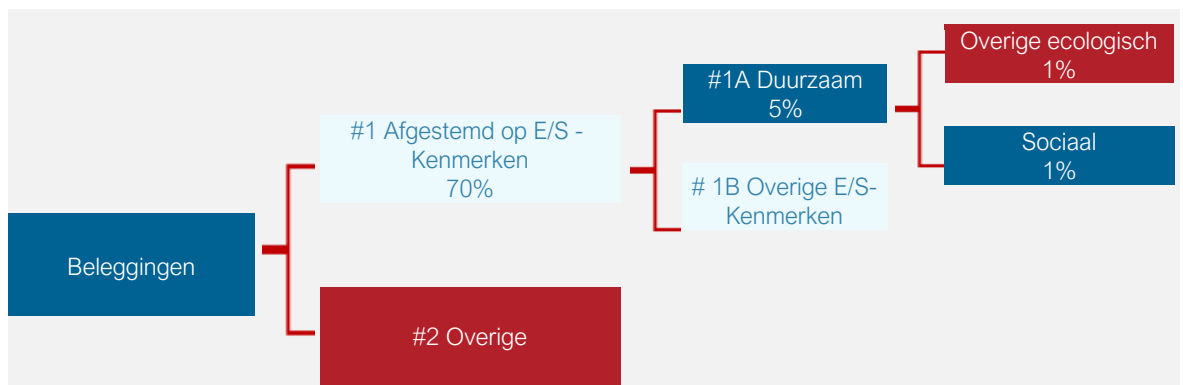 Beleggingen
#1 Afgestemd op E/S -
Kenmerken
70%
#2 Overige
#1A Duurzaam
5%
# 1B Overige E/S-
Kenmerken
Overige ecologisch
1%
Sociaal
1%